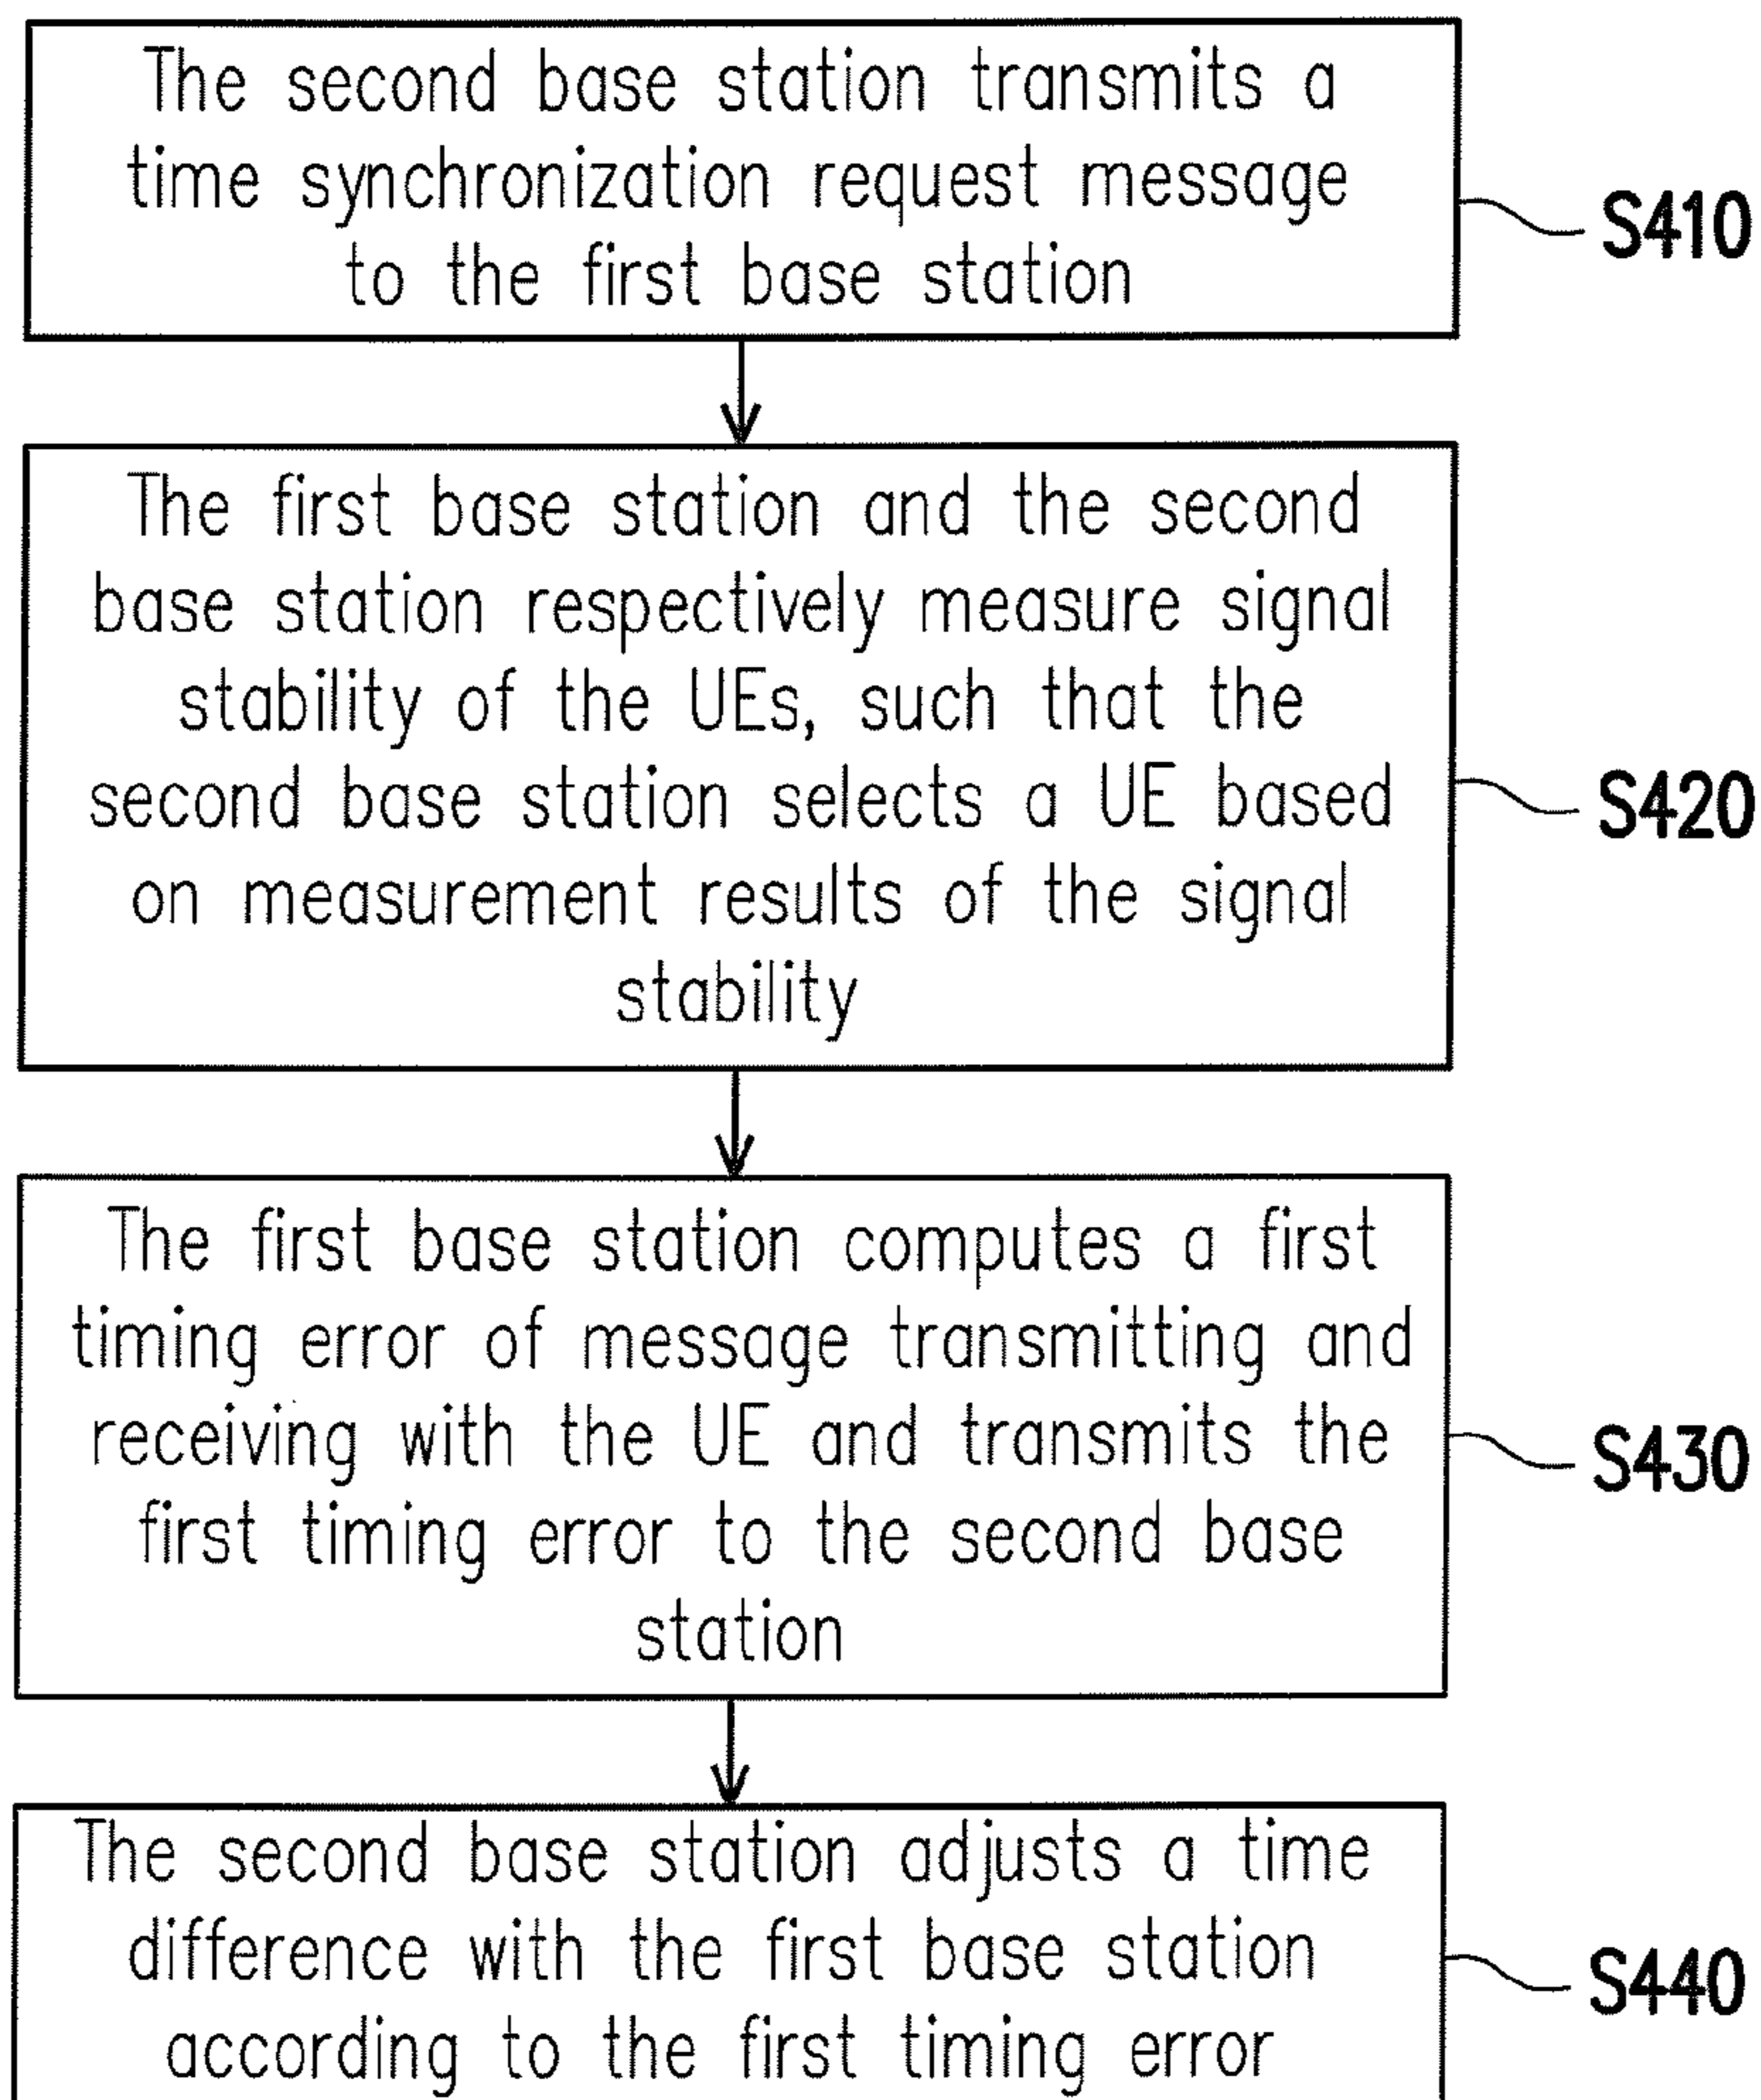 The second base station transmits a
time synchronization request message
to the first base station
S410
The first base station and the second
base station respectively measure signal
stability of the UEs, such that the
second base station selects a UE based
on measurement results of the signal
stability
S420
The first base station computes a first
timing error of message transmitting and
receiving with the UE and transmits the
first timing error to the second base
station
S430
The second base station adjusts a time
difference with the first base station
according to the first timing error
S440